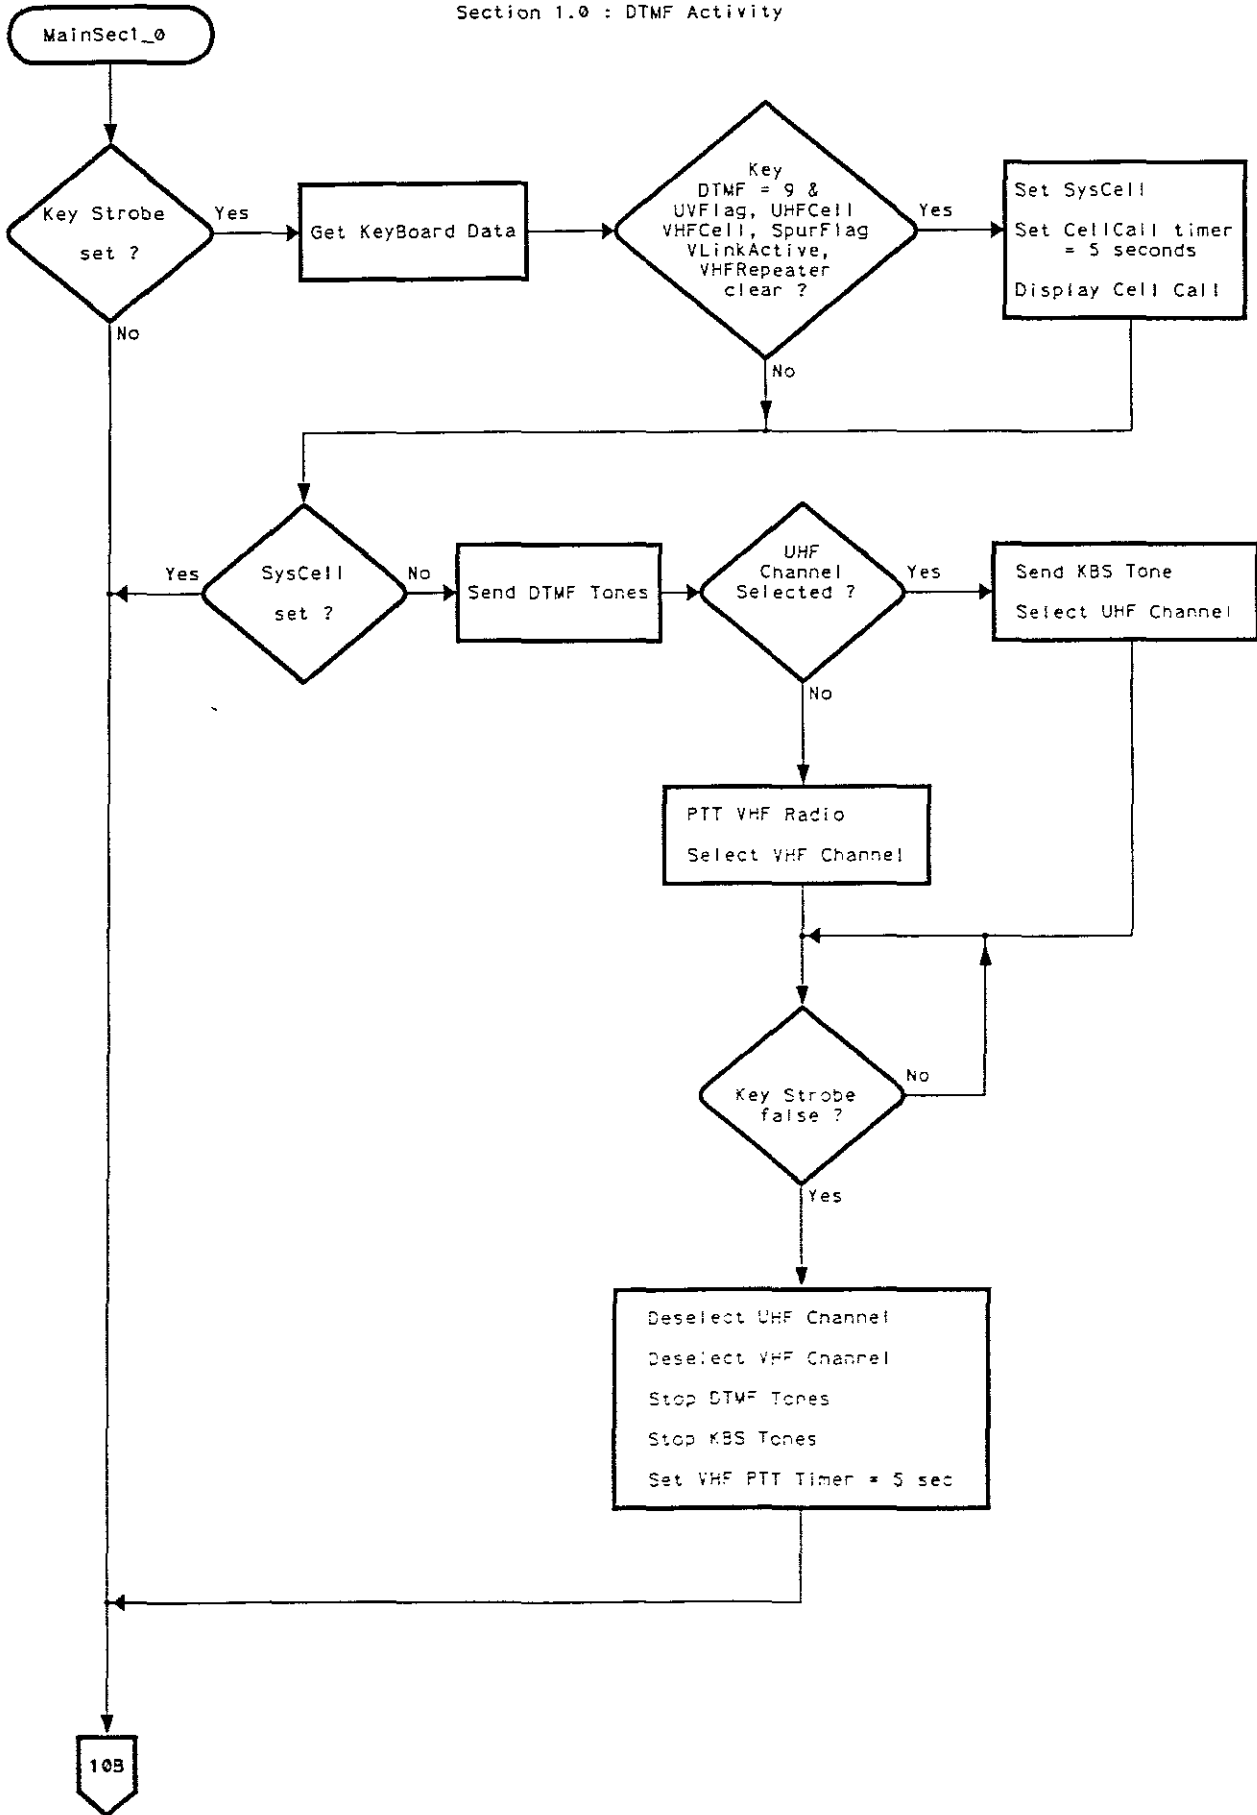 Section 1.0 : DTMF Activity
MainSec1_0
Key Strobe
set ?
Yes
No
Get KeyBoard Data
Key
DTMF = 9 &
UVFlag, UHFCell
VHFCell, SpurFlag
VLinkActive,
VHFRepeater
clear ?
Yes
No
Set SysCell
Set CellCall timer
= 5 seconds
Display Cell Call
SysCell
set ?
Yes
No
Send DTMF Tones
UHF
Channel
Selected ?
Yes
No
Send KBS Tone
Select UHF Channel
PTT VHF Radio
Select VHF Channel
Key Strobe
false ?
No
Yes
Deselect UHF Channel
Deselect VHF Channel
Stop DTMF Tones
Stop KBS Tones
Set VHF PTT Timer = 5 sec
10B